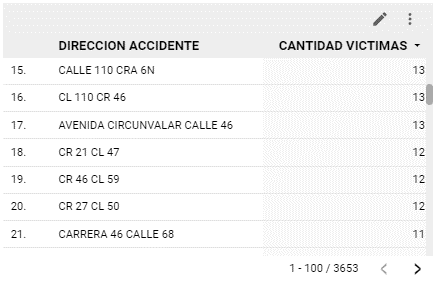 DIRECCION ACCIDENTE CANTIDAD VICTIMAS
15. CALLE 110 CRA 6N 13
16. CL 110 CR 46 13
17. AVENIDA CIRCUNVALAR CALLE 46 13
18. CR 21 CL 47 12
19. CR 46 CL 59 12
20. CR 27 CL 50 12
21. CARRERA 46 CALLE 68 11
1 - 100 / 3653